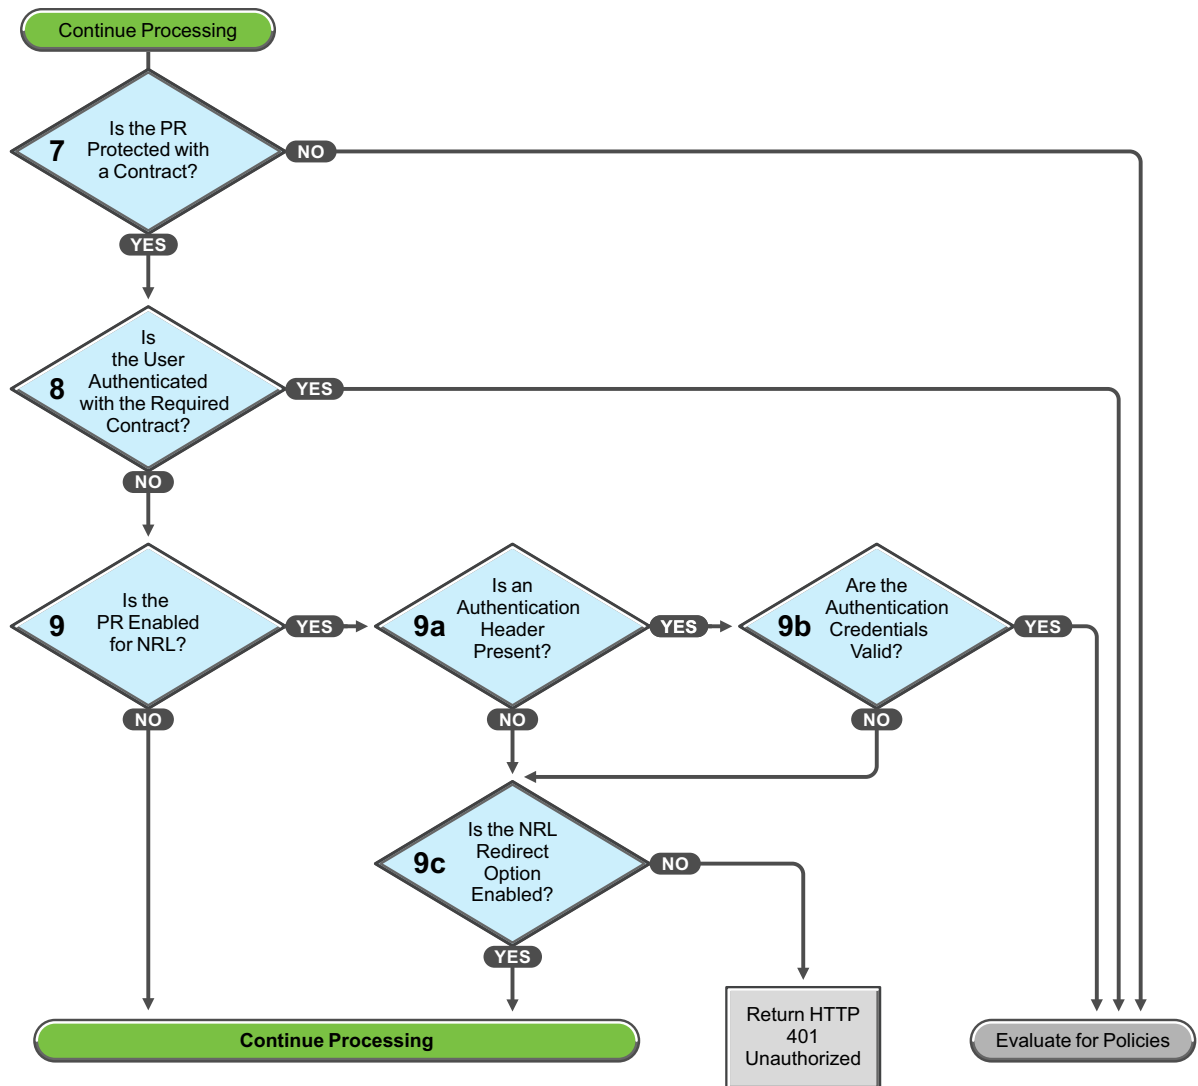 Continue Processing
7
Is the PR
Protected with
a Contract?
NO
YES
8
Is
the User
Authenticated
with the Required
Contract?
YES
NO
9
Is the
PR Enabled
for NRL?
YES
NO
9a
Is an
Authentication
Header
Present?
YES
NO
9b
Are the
Authentication
Credentials
Valid?
YES
NO
9c
Is the NRL
Redirect
Option
Enabled?
NO
YES
Continue Processing
Return HTTP
401
Unauthorized
Evaluate for Policies